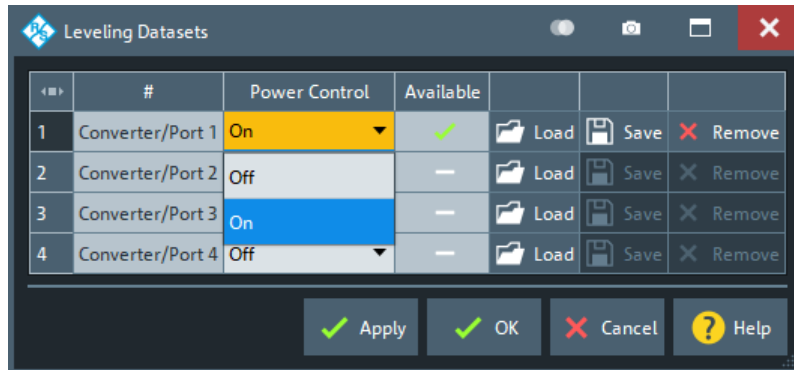 R&S Leveling Datasets
# Power Control Available
1 Converter/Port 1 On Load Save Remove
2 Converter/Port 2 Off Load Save Remove
3 Converter/Port 3 On Load Save Remove
4 Converter/Port 4 Off Load Save Remove
Apply OK Cancel ? Help